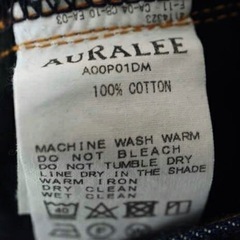 AURALEE
A00P01DM
100% COTTON
MACHINE WASH WARM
DO NOT BLEACH
DO NOT TUMBLE DRY
LINE DRY IN THE SHADE
WARM IRON
DRY CLEAN
WET CLEAN
40